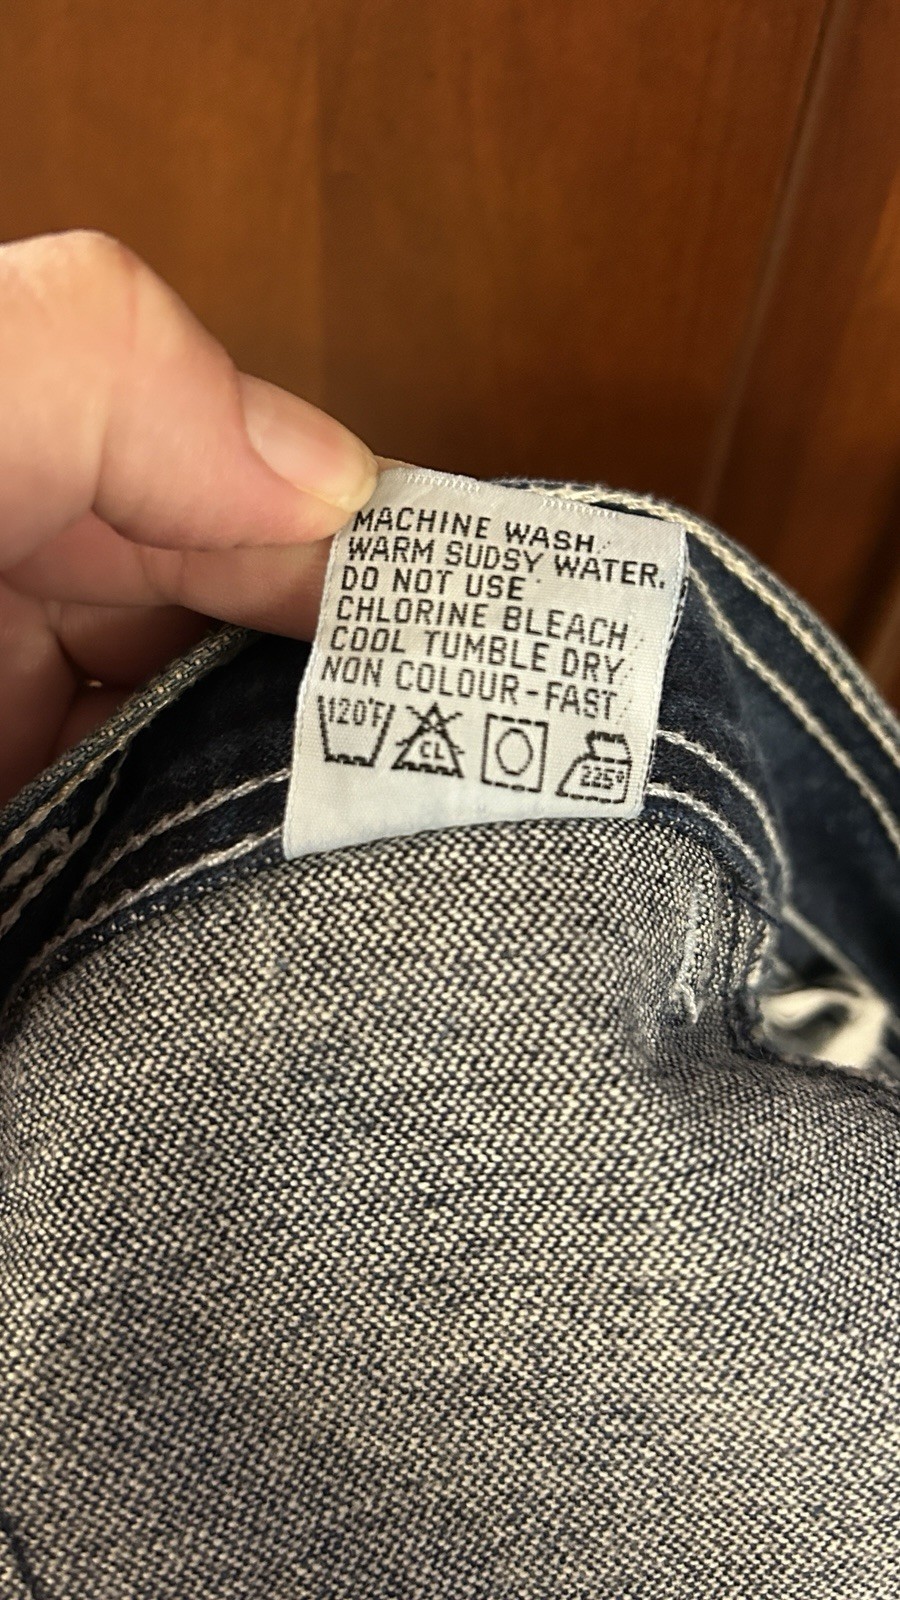 MACHINE WASH
WARM SUDSY WATER.
DO NOT USE
CHLORINE BLEACH
COOL TUMBLE DRY
NON COLOUR-FAST
120°F CL 225°